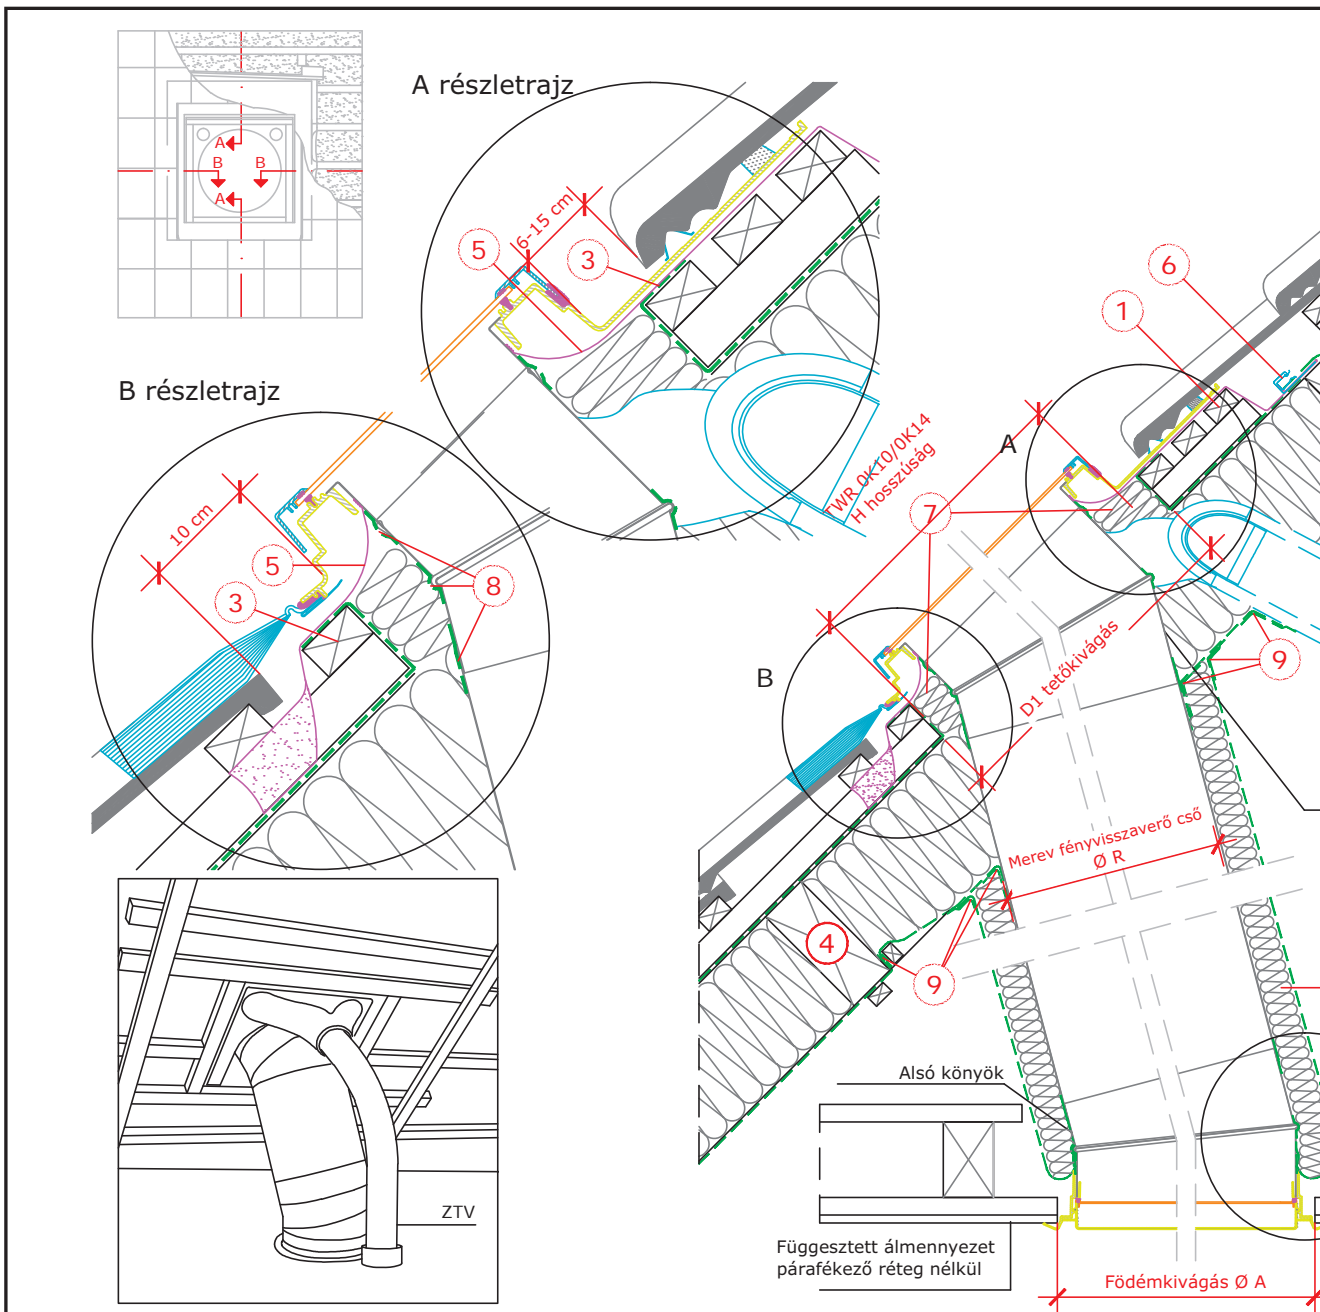 A részletrajz
A
B
B
A
6-15 cm
5
3
TWR 0K10/0K14
H hosszúság
6
1
A
7
B részletrajz
10 cm
5
3
8
B
D1 tetőkivágás
9
Merev fényvisszaverő cső
Ø R
4
9
Alsó könyök
ZTV
Függesztett álmennyezet
párafékező réteg nélkül
Födémkivágás Ø A